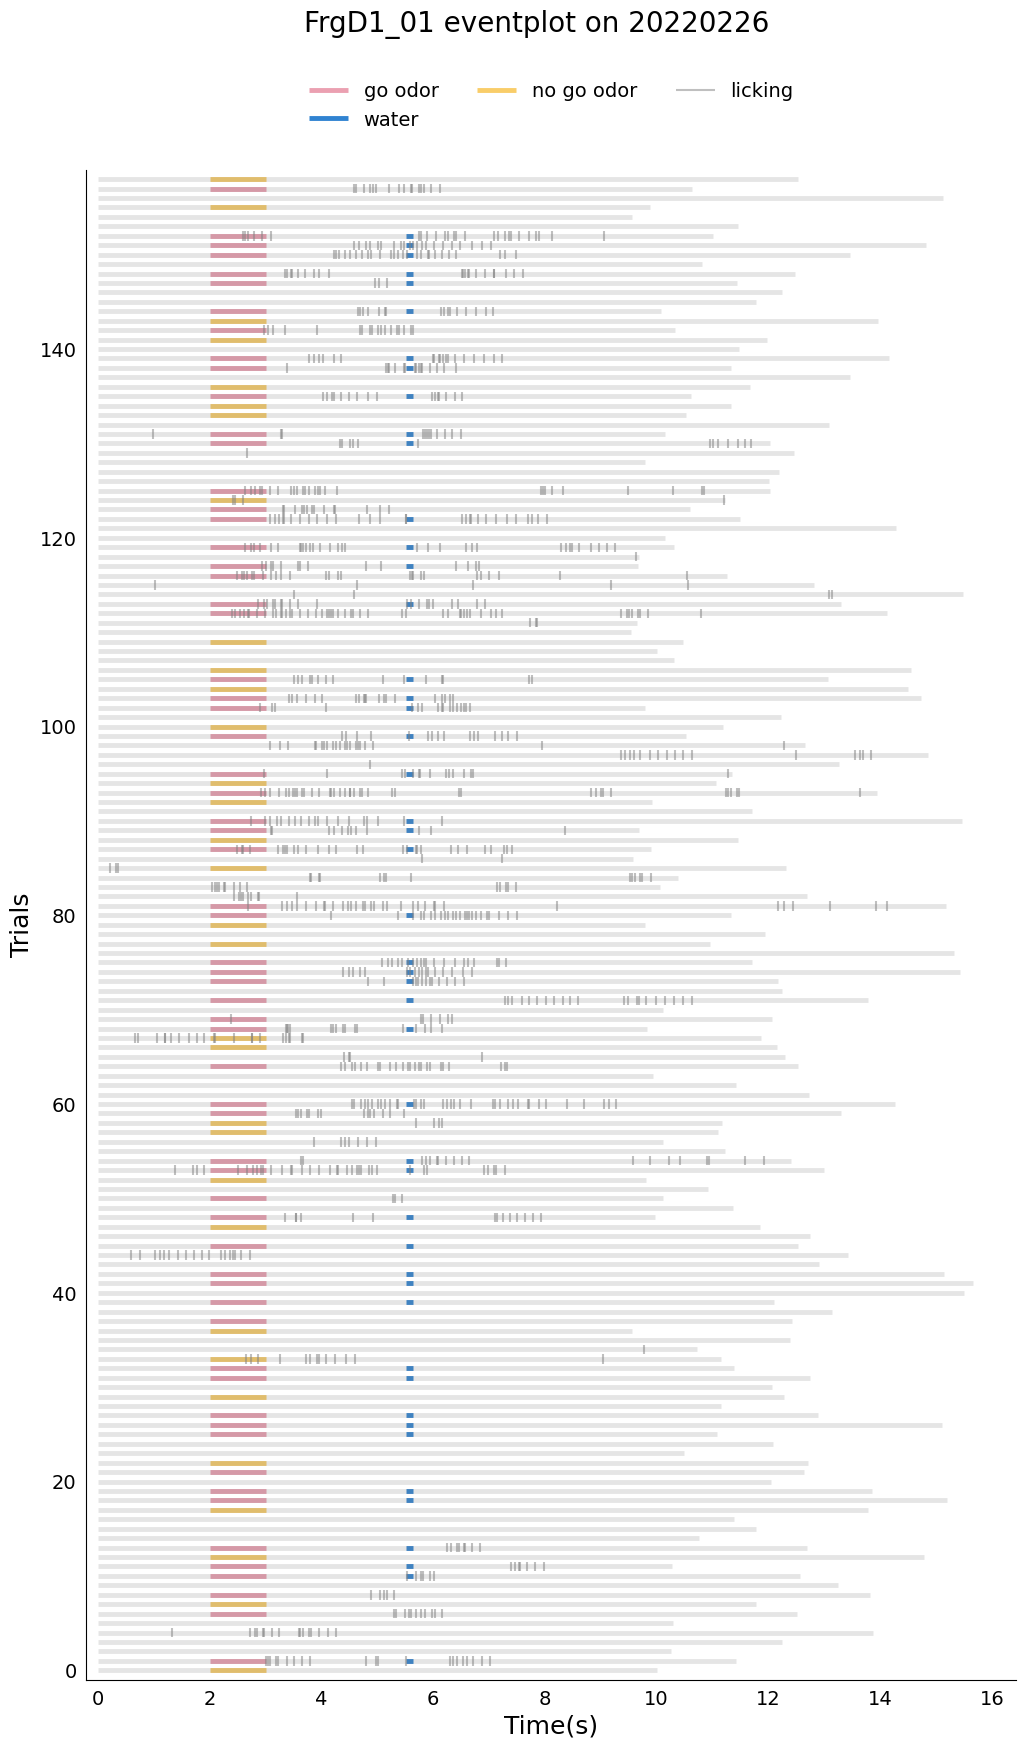 FrgD1_01 eventplot on 20220226
go odor
no go odor
licking
water
140
120
100
80
60
40
20
0
Trials
0 2 4 6 8 10 12 14 16
Time(s)